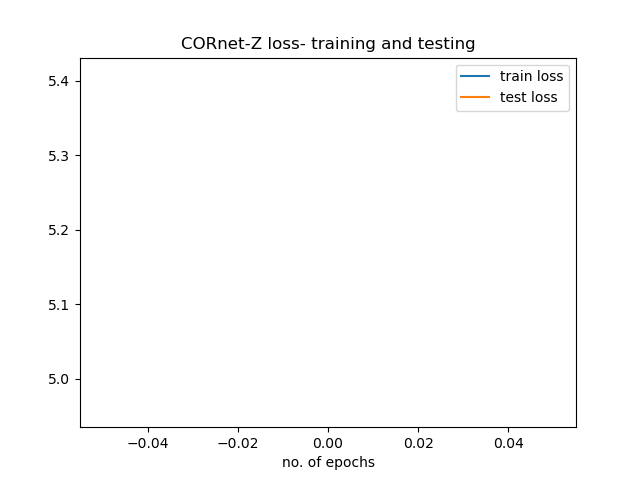 CORnet-Z loss- training and testing
train loss
test loss
5.4
5.3
5.2
5.1
5.0
−0.04 −0.02 0.00 0.02 0.04
no. of epochs